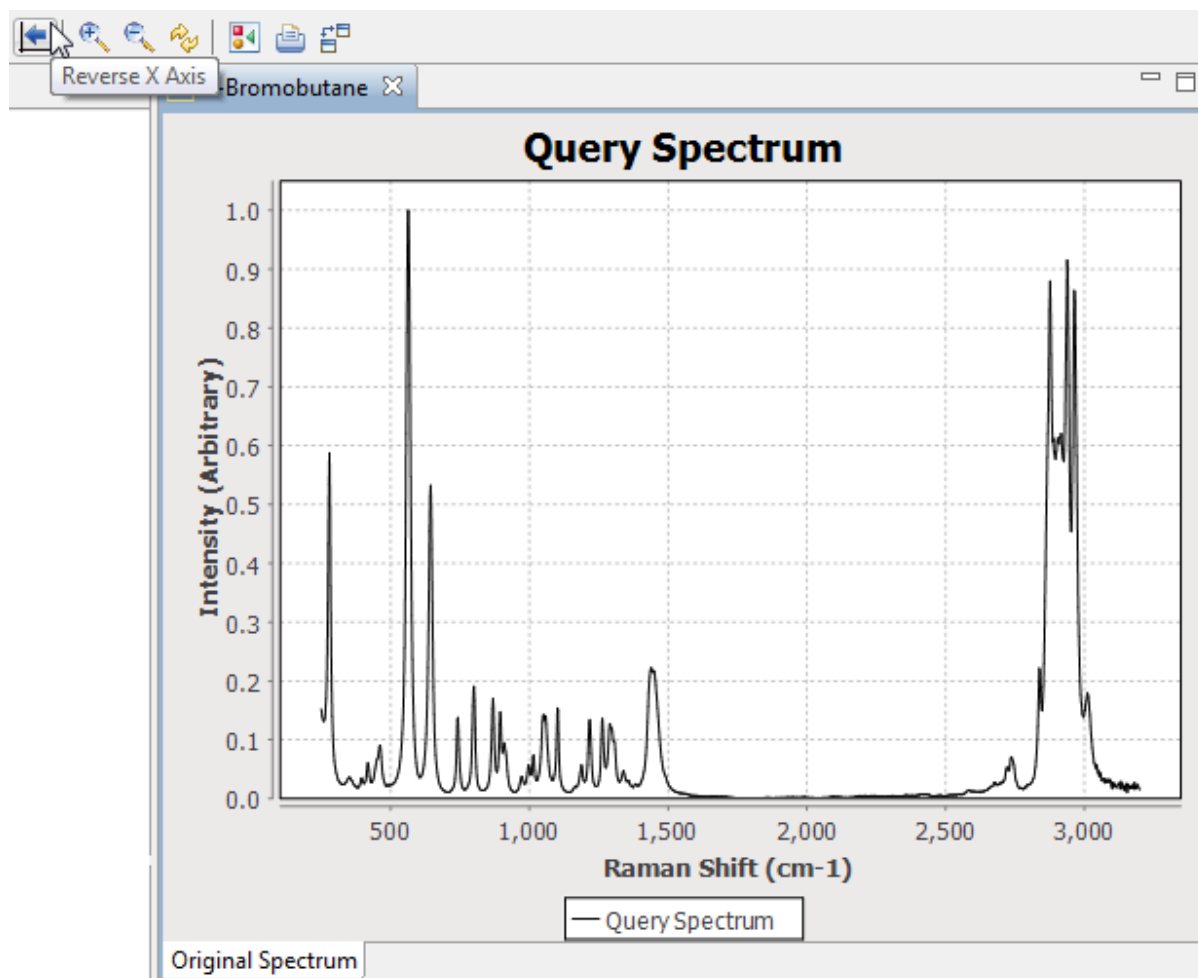 Reverse X Axis
-Bromobutane
Query Spectrum
1.0
0.9
0.8
0.7
0.6
0.5
0.4
0.3
0.2
0.1
0.0
Intensity (Arbitrary)
500
1,000
1,500
2,000
2,500
3,000
Raman Shift (cm-1)
Query Spectrum
Original Spectrum